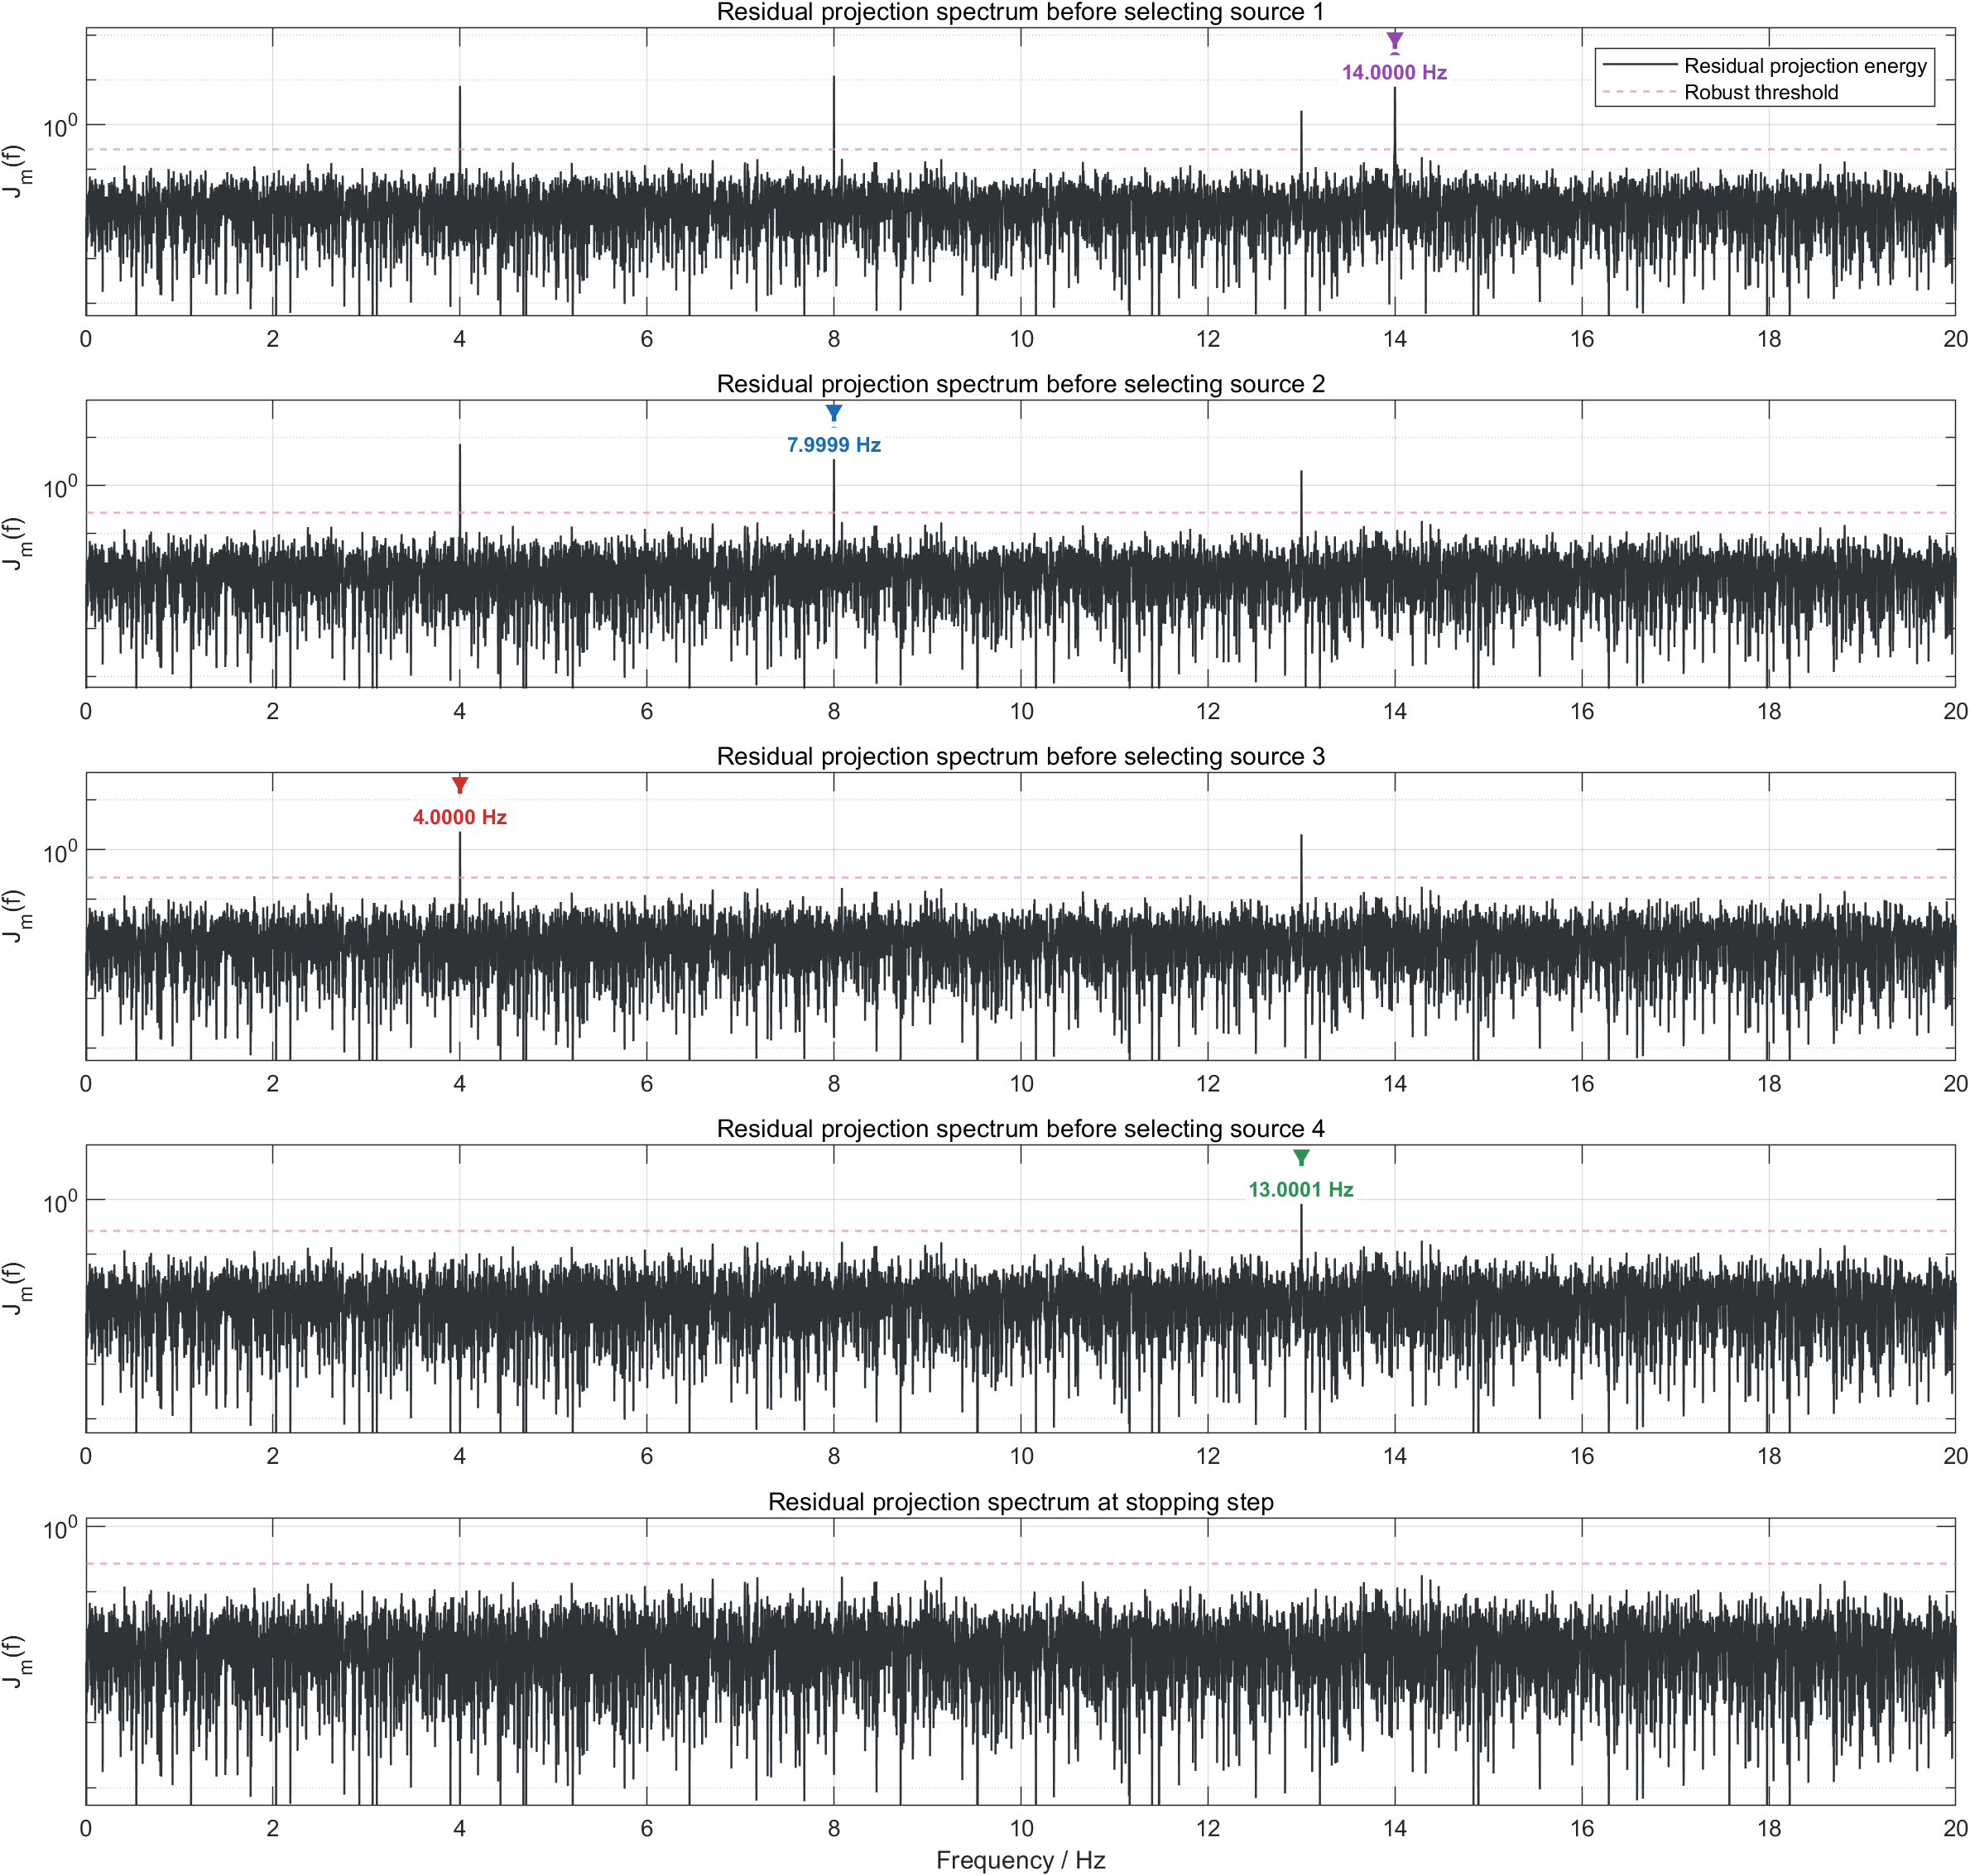 Residual projection spectrum before selecting source 1
14.0000 Hz
Residual projection energy
Robust threshold
10^0
J_m(f)
0 2 4 6 8 10 12 14 16 18 20
Residual projection spectrum before selecting source 2
7.9999 Hz
10^0
J_m(f)
0 2 4 6 8 10 12 14 16 18 20
Residual projection spectrum before selecting source 3
4.0000 Hz
10^0
J_m(f)
0 2 4 6 8 10 12 14 16 18 20
Residual projection spectrum before selecting source 4
13.0001 Hz
10^0
J_m(f)
0 2 4 6 8 10 12 14 16 18 20
Residual projection spectrum at stopping step
10^0
J_m(f)
0 2 4 6 8 10 12 14 16 18 20
Frequency / Hz